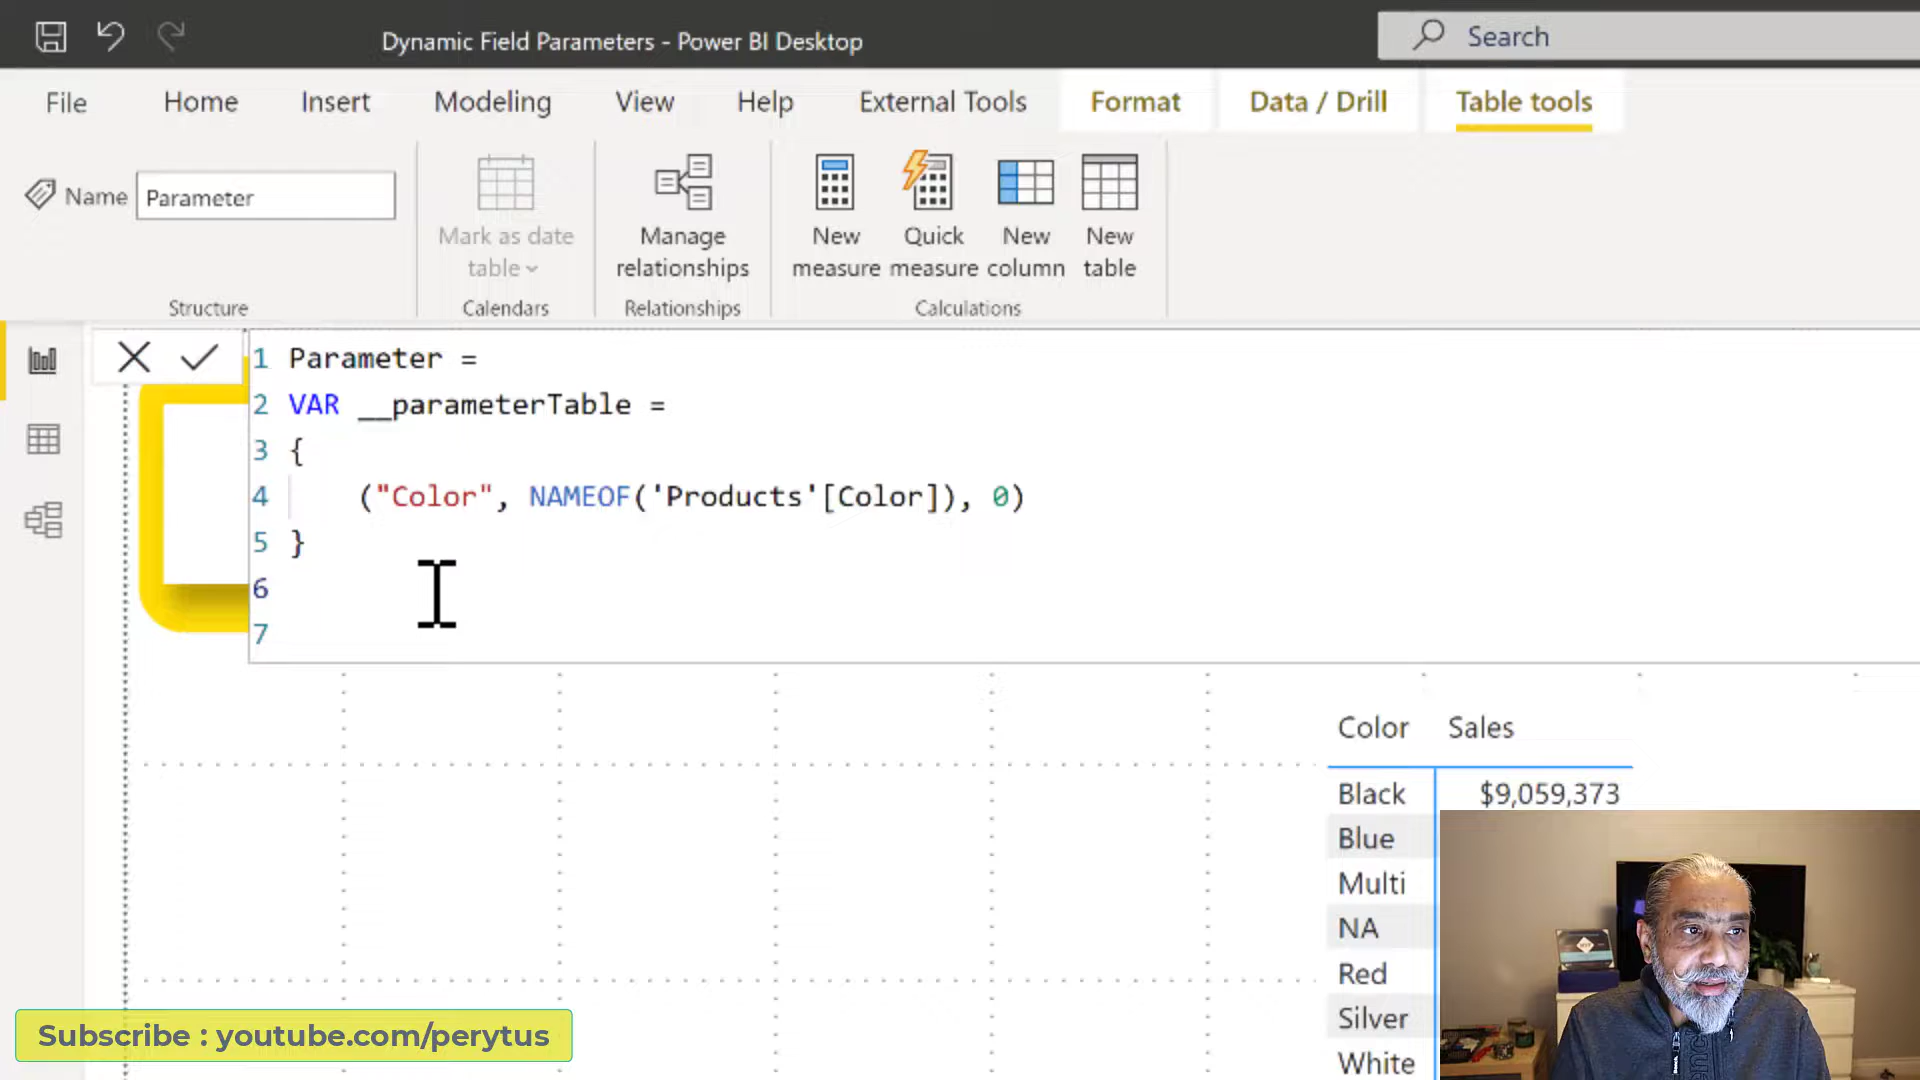 Dynamic Field Parameters - Power BI Desktop
Search
File Home Insert Modeling View Help External Tools Format Data / Drill Table tools
Name Parameter
Mark as date table
Manage relationships
New measure
Quick measure
New column
New table
Structure Calendars Relationships Calculations
1 Parameter =
2 VAR __parameterTable =
3 {
4 ("Color", NAMEOF('Products'[Color]), 0)
5 }
6
7
Color Sales
Black $9,059,373
Blue
Multi
NA
Red
Silver
White
Subscribe : youtube.com/perytus